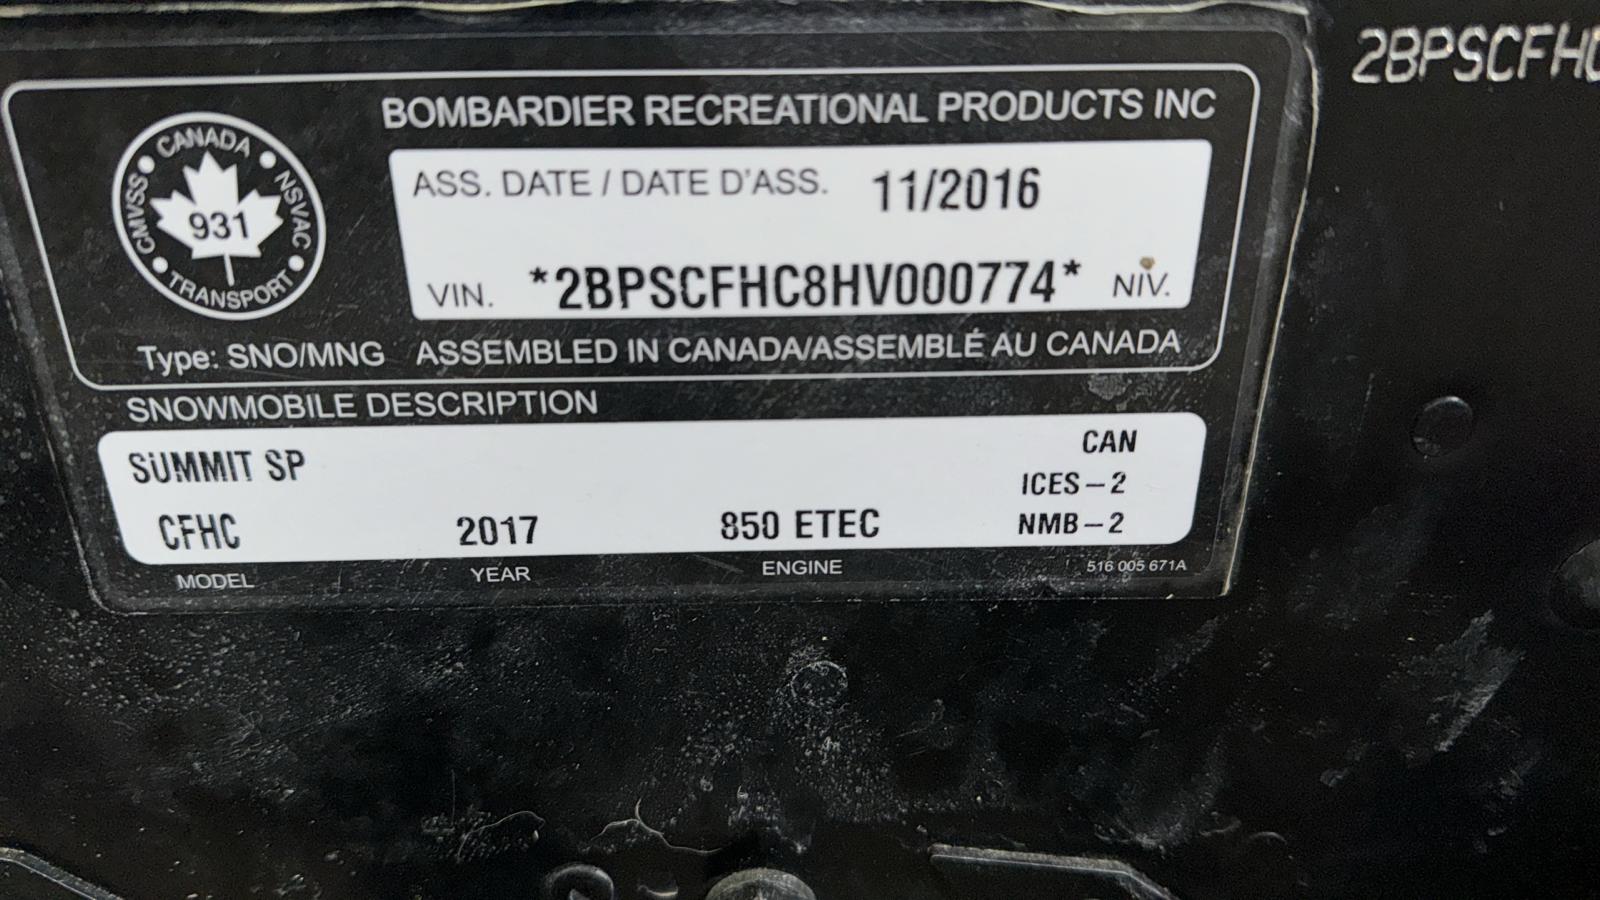 2BPSCFHC
BOMBARDIER RECREATIONAL PRODUCTS INC
CANADA
CMVSS
NSVAC
931
TRANSPORT
ASS. DATE / DATE D'ASS. 11/2016
VIN. *2BPSCFHC8HV000774* NIV.
Type: SNO/MNG ASSEMBLED IN CANADA/ASSEMBLÉ AU CANADA
SNOWMOBILE DESCRIPTION
SUMMIT SP CAN
ICES-2
CFHC 2017 850 ETEC NMB-2
MODEL YEAR ENGINE 516 005 671A